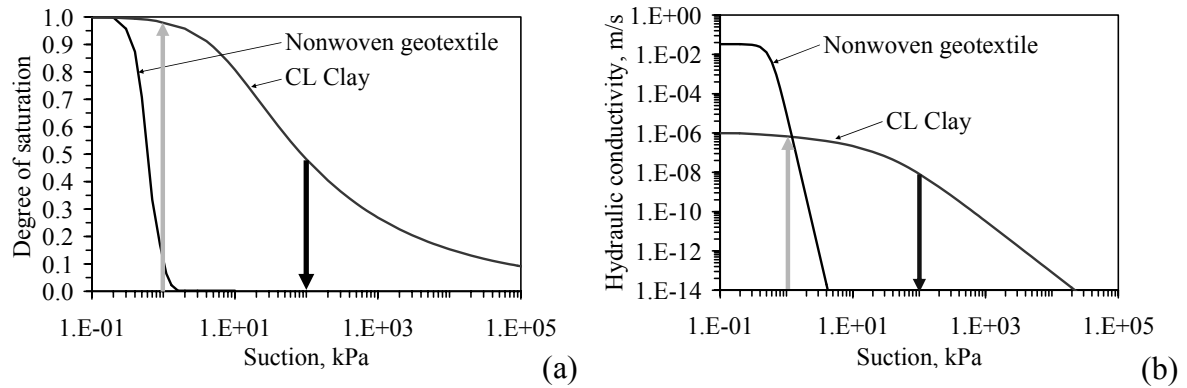 Degree of saturation
1.0
0.9
0.8
0.7
0.6
0.5
0.4
0.3
0.2
0.1
0.0
Nonwoven geotextile
CL Clay
1.E-01 1.E+01 1.E+03 1.E+05
Suction, kPa
(a)
Hydraulic conductivity, m/s
1.E+00
1.E-02
1.E-04
1.E-06
1.E-08
1.E-10
1.E-12
1.E-14
Nonwoven geotextile
CL Clay
1.E-01 1.E+01 1.E+03 1.E+05
Suction, kPa
(b)